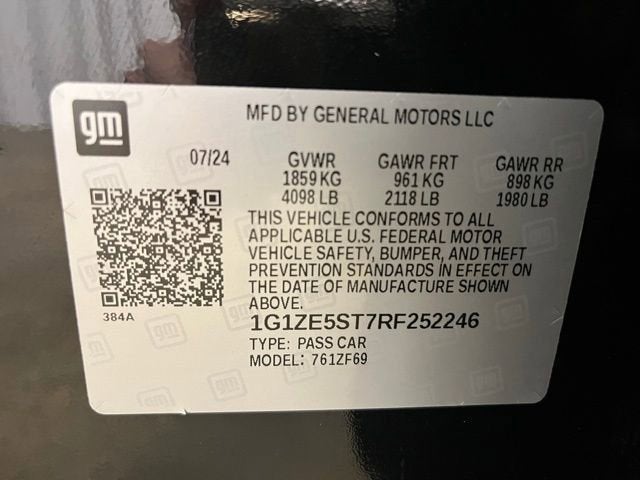 gm
MFD BY GENERAL MOTORS LLC
07/24 GVWR GAWR FRT GAWR RR
1859 KG 961 KG 898 KG
4098 LB 2118 LB 1980 LB
THIS VEHICLE CONFORMS TO ALL
APPLICABLE U.S. FEDERAL MOTOR
VEHICLE SAFETY, BUMPER, AND THEFT
PREVENTION STANDARDS IN EFFECT ON
THE DATE OF MANUFACTURE SHOWN
ABOVE.
384A
1G1ZE5ST7RF252246
TYPE: PASS CAR
MODEL: 761ZF69